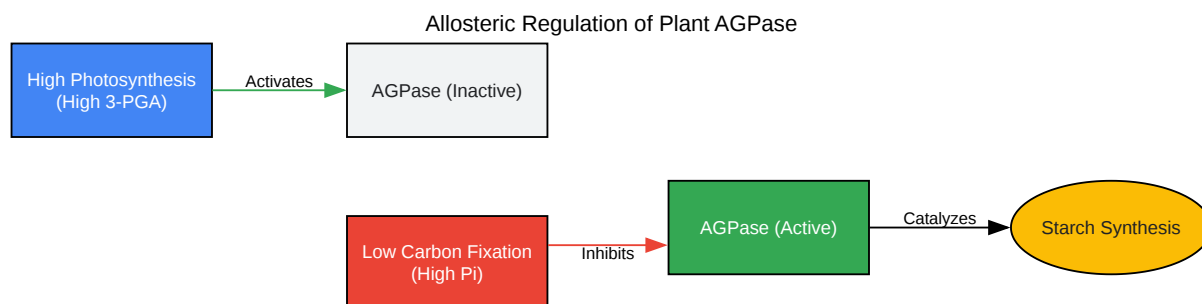 Allosteric Regulation of Plant AGPase
High Photosynthesis
(High 3-PGA)
Activates
AGPase (Inactive)
Low Carbon Fixation
(High Pi)
Inhibits
AGPase (Active)
Catalyzes
Starch Synthesis